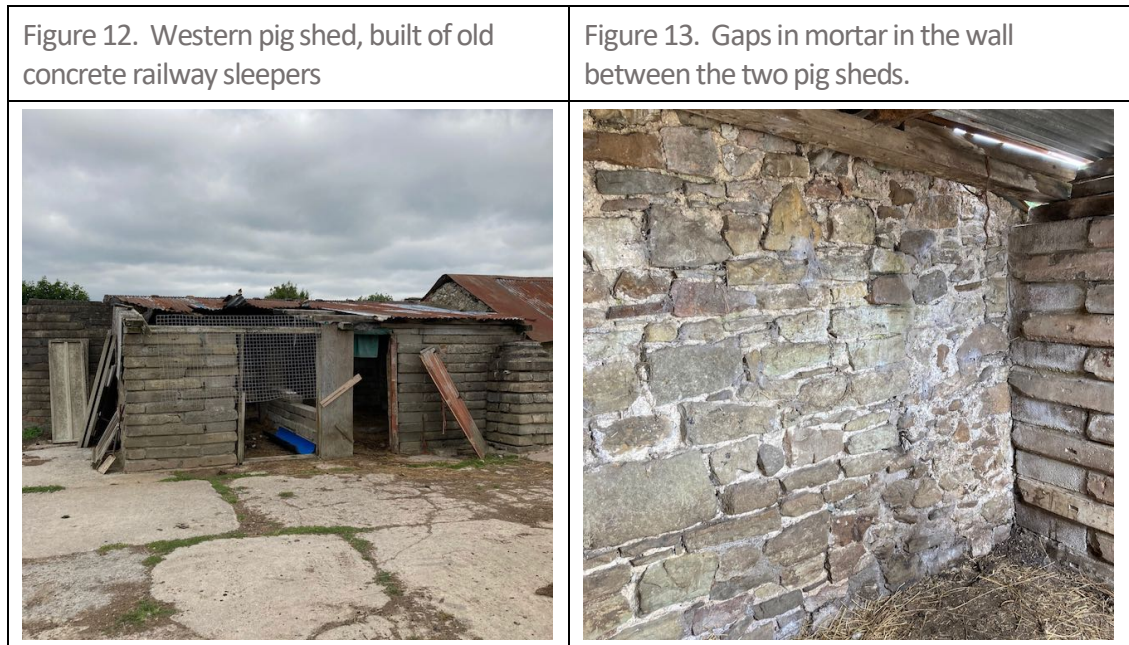 Figure 12.  Western pig shed, built of old
concrete railway sleepers
Figure 13.  Gaps in mortar in the wall
between the two pig sheds.